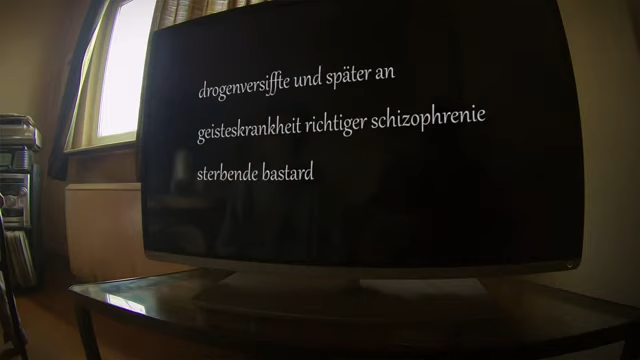 drogenversiffte und später an
geisteskrankheit richtiger schizophrenie
sterbende bastard